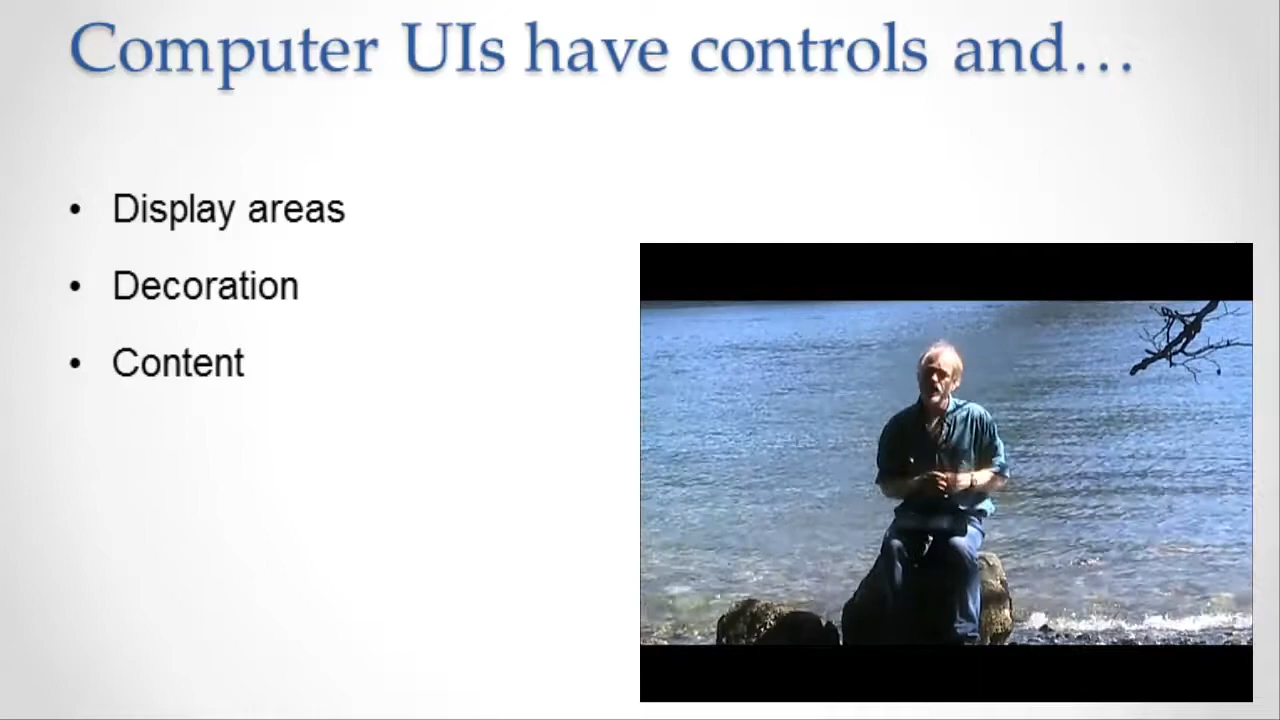 Computer UIs have controls and…
• Display areas
• Decoration
• Content